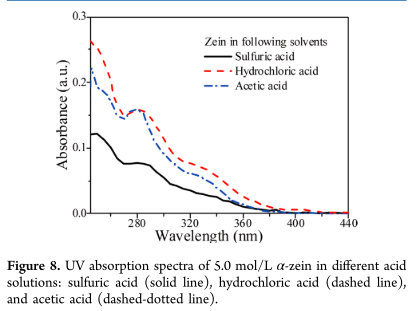 0.3
0.2
0.1
0.0
Absorbance (a.u.)
Zein in following solvents
Sulfuric acid
Hydrochloric acid
Acetic acid
280 320 360 400 440
Wavelength (nm)
Figure 8. UV absorption spectra of 5.0 mol/L α-zein in different acid
solutions: sulfuric acid (solid line), hydrochloric acid (dashed line),
and acetic acid (dashed-dotted line).